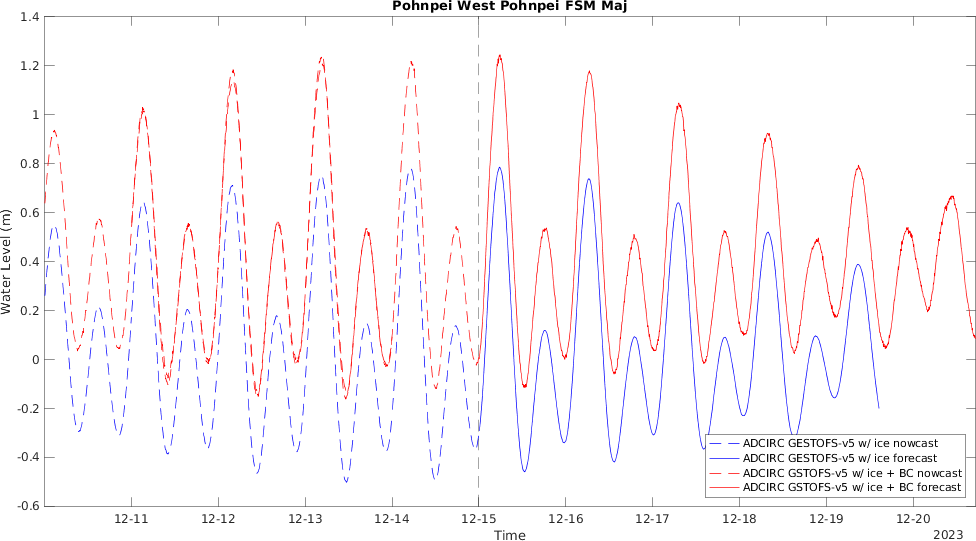 Pohnpei West Pohnpei FSM Maj
1.4
1.2
1
0.8
0.6
0.4
0.2
0
-0.2
-0.4
-0.6
Water Level (m)
ADCIRC GESTOFS-v5 w/ ice nowcast
ADCIRC GESTOFS-v5 w/ ice forecast
ADCIRC GSTOFS-v5 w/ ice + BC nowcast
ADCIRC GSTOFS-v5 w/ ice + BC forecast
12-11 12-12 12-13 12-14 12-15 12-16 12-17 12-18 12-19 12-20
Time
2023